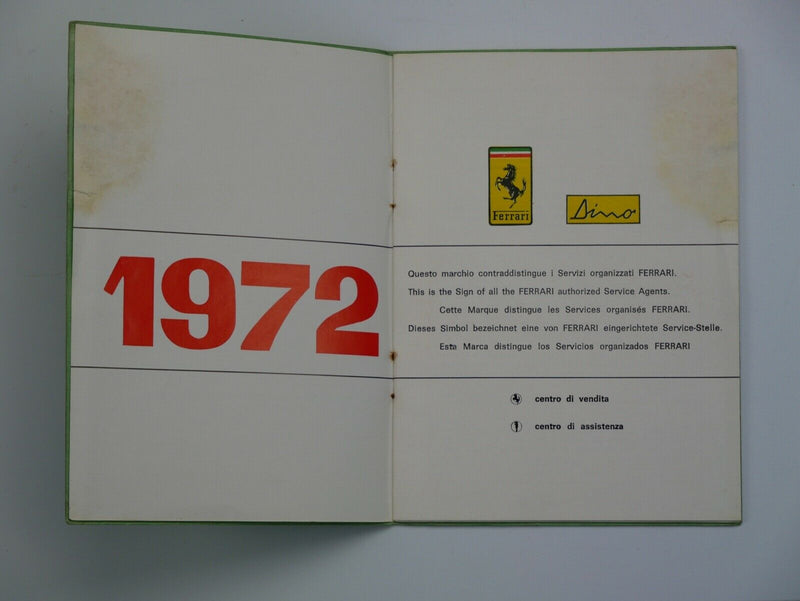 1972
Ferrari
Dino
Questo marchio contraddistingue i Servizi organizzati FERRARI.
This is the Sign of all the FERRARI authorized Service Agents.
Cette Marque distingue les Services organisés FERRARI.
Dieses Simbol bezeichnet eine von FERRARI eingerichtete Service-Stelle.
Esta Marca distingue los Servicios organizados FERRARI
centro di vendita
centro di assistenza